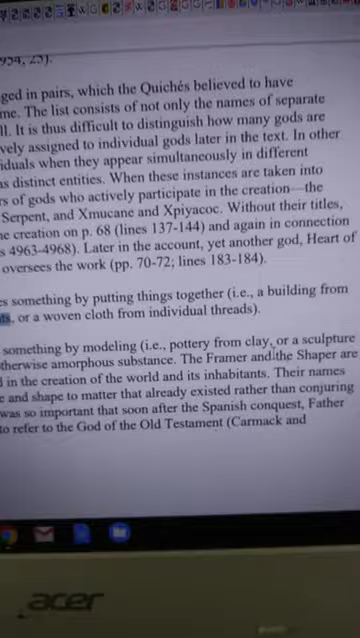 ged in pairs, which the Quichés believed to have
me. The list consists of not only the names of separate
ll. It is thus difficult to distinguish how many gods are
vely assigned to individual gods later in the text. In other
iduals when they appear simultaneously in different
as distinct entities. When these instances are taken into
rs of gods who actively participate in the creation—the
Serpent, and Xmucane and Xpiyacoc. Without their titles,
e creation on p. 68 (lines 137-144) and again in connection
s 4963-4968). Later in the account, yet another god, Heart of
oversees the work (pp. 70-72; lines 183-184).
es something by putting things together (i.e., a building from
ts, or a woven cloth from individual threads).
something by modeling (i.e., pottery from clay, or a sculpture
therwise amorphous substance. The Framer and the Shaper are
d in the creation of the world and its inhabitants. Their names
e and shape to matter that already existed rather than conjuring
was so important that soon after the Spanish conquest, Father
to refer to the God of the Old Testament (Carmack and
acer